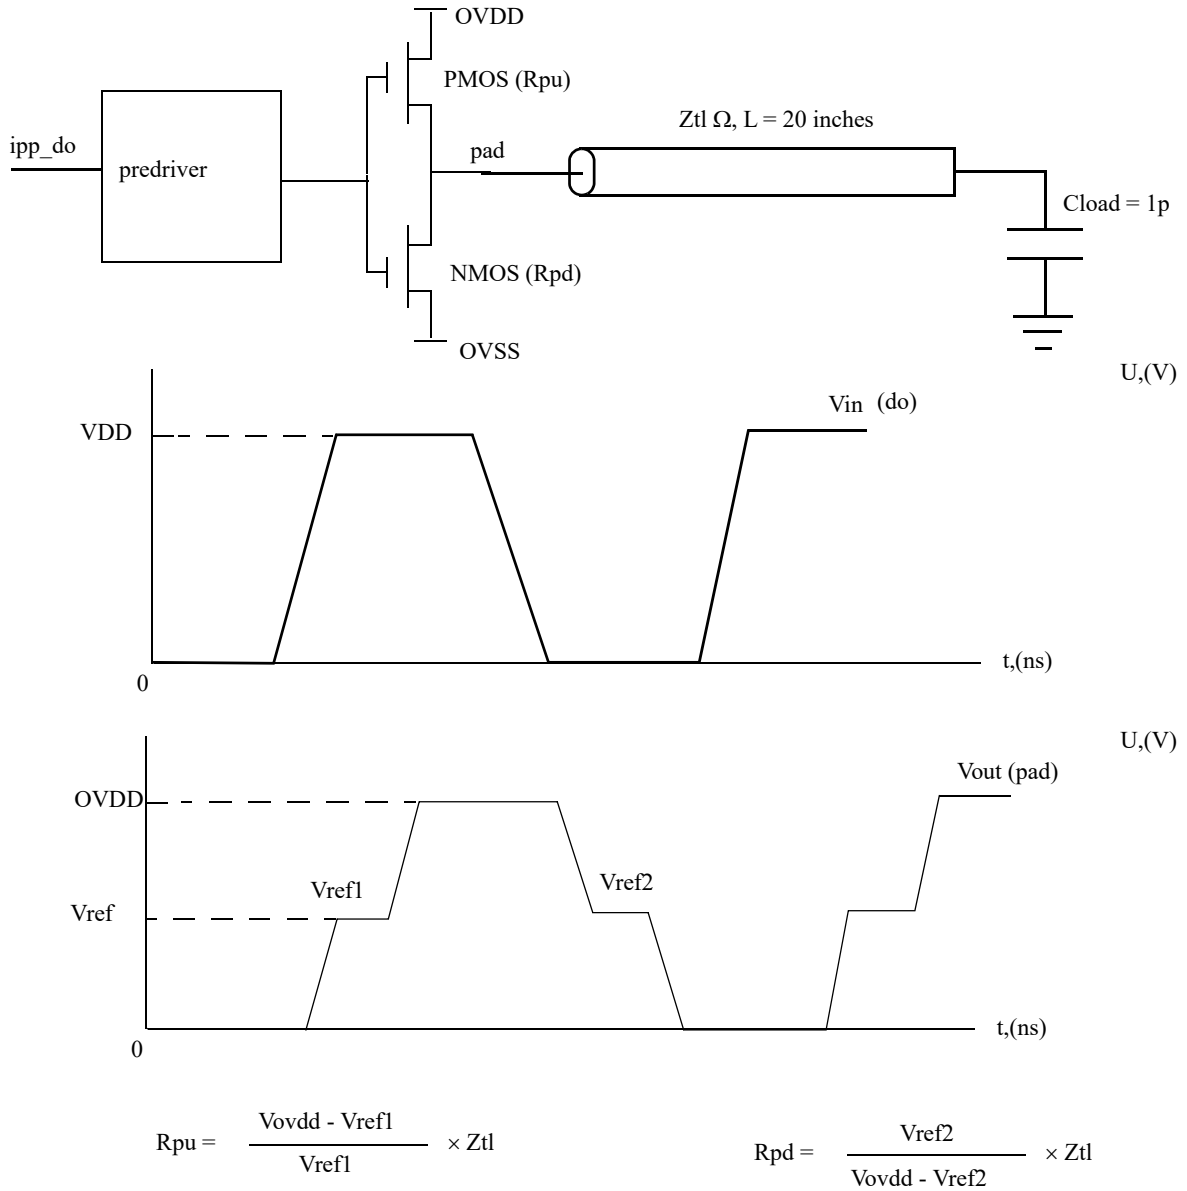 OVDD
PMOS (Rpu)
ipp_do
predriver
pad
Ztl Ω, L = 20 inches
Cload = 1p
NMOS (Rpd)
OVSS
U,(V)
VDD
Vin (do)
t,(ns)
0
U,(V)
OVDD
Vout (pad)
Vref1
Vref2
Vref
t,(ns)
0
Rpu = Vovdd - Vref1 × Ztl
Vref1
Rpd = Vref2 × Ztl
Vovdd - Vref2